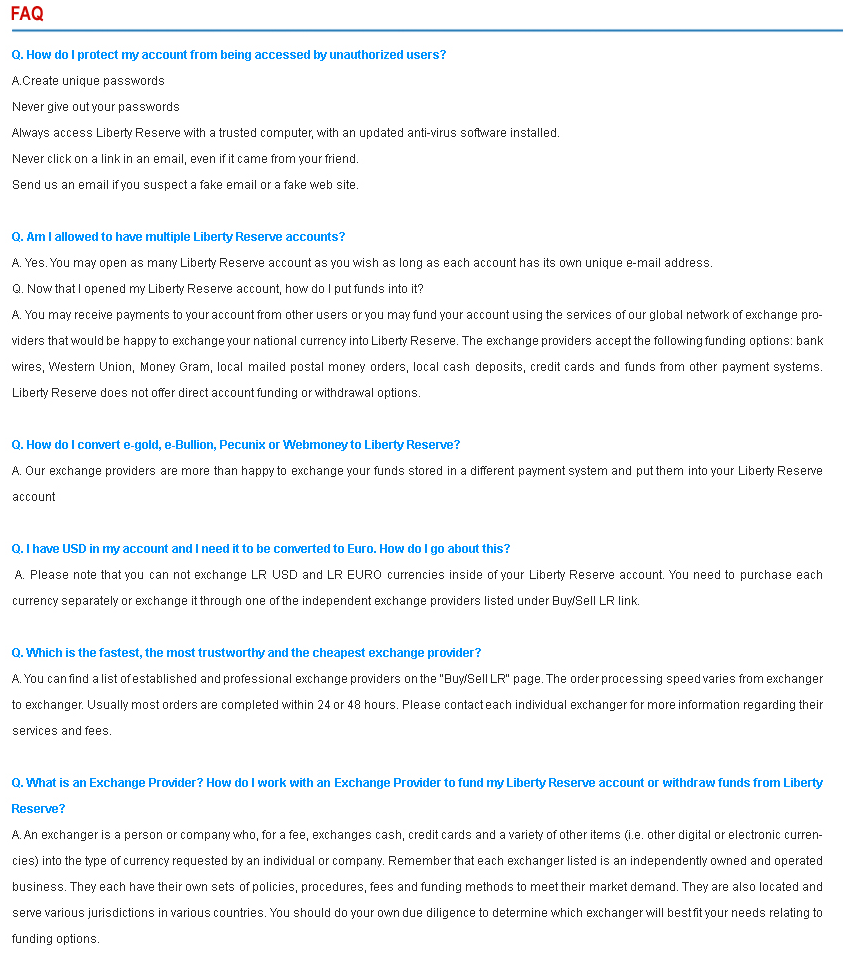 FAQ
Q. How do I protect my account from being accessed by unauthorized users?
A.Create unique passwords
Never give out your passwords
Always access Liberty Reserve with a trusted computer, with an updated anti-virus software installed.
Never click on a link in an email, even if it came from your friend.
Send us an email if you suspect a fake email or a fake web site.
Q. Am I allowed to have multiple Liberty Reserve accounts?
A. Yes. You may open as many Liberty Reserve account as you wish as long as each account has its own unique e-mail address.
Q. Now that I opened my Liberty Reserve account, how do I put funds into it?
A. You may receive payments to your account from other users or you may fund your account using the services of our global network of exchange pro-
viders that would be happy to exchange your national currency into Liberty Reserve. The exchange providers accept the following funding options: bank
wires, Western Union, Money Gram, local mailed postal money orders, local cash deposits, credit cards and funds from other payment systems.
Liberty Reserve does not offer direct account funding or withdrawal options.
Q. How do I convert e-gold, e-Bullion, Pecunix or Webmoney to Liberty Reserve?
A. Our exchange providers are more than happy to exchange your funds stored in a different payment system and put them into your Liberty Reserve
account
Q. I have USD in my account and I need it to be converted to Euro. How do I go about this?
A. Please note that you can not exchange LR USD and LR EURO currencies inside of your Liberty Reserve account. You need to purchase each
currency separately or exchange it through one of the independent exchange providers listed under Buy/Sell LR link.
Q. Which is the fastest, the most trustworthy and the cheapest exchange provider?
A. You can find a list of established and professional exchange providers on the "Buy/Sell LR" page. The order processing speed varies from exchanger
to exchanger. Usually most orders are completed within 24 or 48 hours. Please contact each individual exchanger for more information regarding their
services and fees.
Q. What is an Exchange Provider? How do I work with an Exchange Provider to fund my Liberty Reserve account or withdraw funds from Liberty
Reserve?
A. An exchanger is a person or company who, for a fee, exchanges cash, credit cards and a variety of other items (i.e. other digital or electronic curren-
cies) into the type of currency requested by an individual or company. Remember that each exchanger listed is an independently owned and operated
business. They each have their own sets of policies, procedures, fees and funding methods to meet their market demand. They are also located and
serve various jurisdictions in various countries. You should do your own due diligence to determine which exchanger will best fit your needs relating to
funding options.